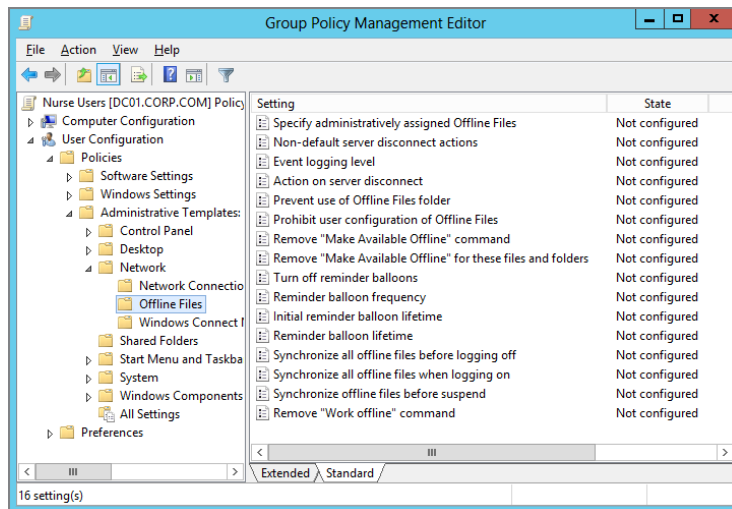 Group Policy Management Editor
File Action View Help
Nurse Users [DC01.CORP.COM] Policy
Computer Configuration
User Configuration
Policies
Software Settings
Windows Settings
Administrative Templates:
Control Panel
Desktop
Network
Network Connectio
Offline Files
Windows Connect N
Shared Folders
Start Menu and Taskba
System
Windows Components
All Settings
Preferences
Setting State
Specify administratively assigned Offline Files Not configured
Non-default server disconnect actions Not configured
Event logging level Not configured
Action on server disconnect Not configured
Prevent use of Offline Files folder Not configured
Prohibit user configuration of Offline Files Not configured
Remove "Make Available Offline" command Not configured
Remove "Make Available Offline" for these files and folders Not configured
Turn off reminder balloons Not configured
Reminder balloon frequency Not configured
Initial reminder balloon lifetime Not configured
Reminder balloon lifetime Not configured
Synchronize all offline files before logging off Not configured
Synchronize all offline files when logging on Not configured
Synchronize offline files before suspend Not configured
Remove "Work offline" command Not configured
Extended Standard
16 setting(s)